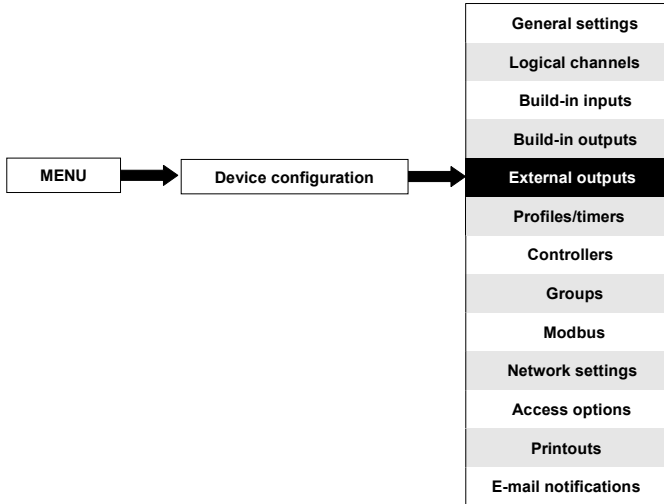 General settings
Logical channels
Build-in inputs
Build-in outputs
MENU
Device configuration
External outputs
Profiles/timers
Controllers
Groups
Modbus
Network settings
Access options
Printouts
E-mail notifications